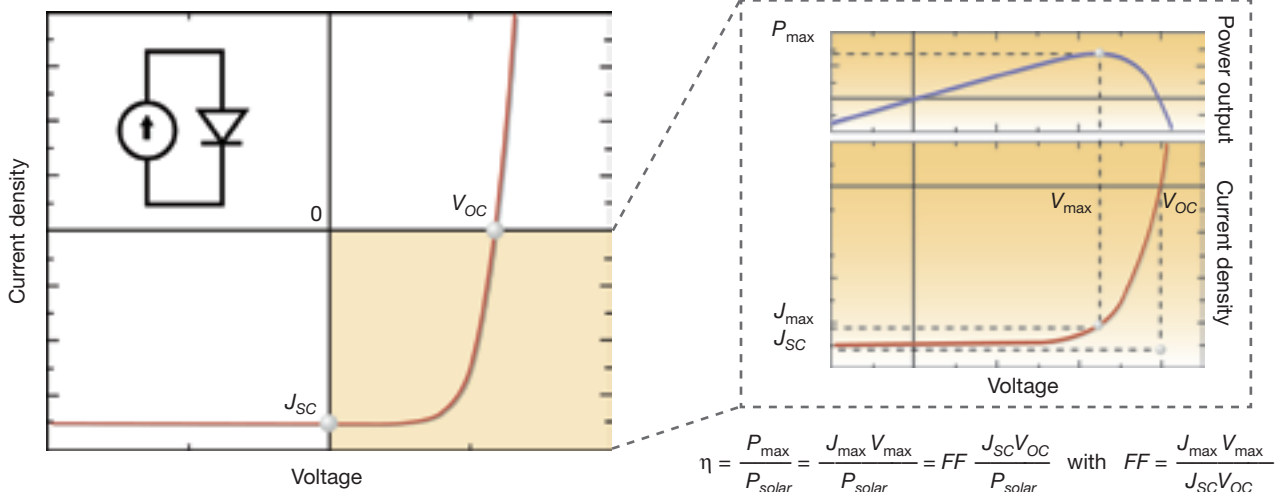 Current density
0
V_OC
J_SC
Voltage
P_max
Power output
V_max
V_OC
Current density
J_max
J_SC
Voltage
η = P_max / P_solar = J_max V_max / P_solar = FF J_SC V_OC / P_solar with FF = J_max V_max / J_SC V_OC